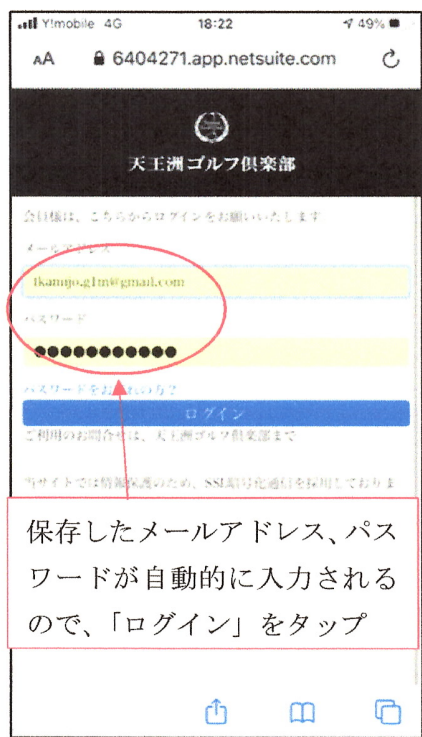 Y!mobile 4G 18:22 49%
AA 6404271.app.netsuite.com
天王洲ゴルフ倶楽部
会員様は、こちらからログインをお願いいたします
メールアドレス
tkamijo.g1m@gmail.com
パスワード
●●●●●●●●●●●
パスワードをお忘れの方?
ログイン
ご利用のお問合せは、天王洲ゴルフ倶楽部まで
当サイトでは情報保護のため、SSL暗号化通信を採用しておりま
保存したメールアドレス、パス
ワードが自動的に入力される
ので、「ログイン」をタップ